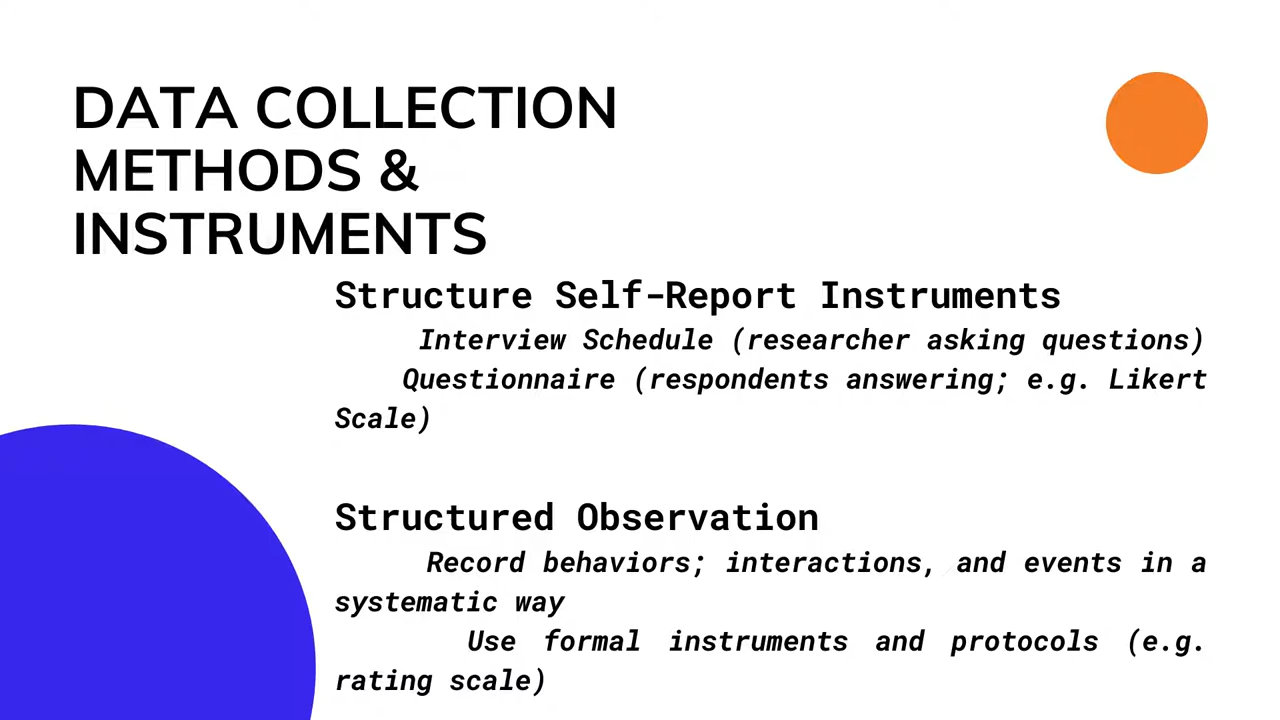 DATA COLLECTION
METHODS &
INSTRUMENTS
Structure Self-Report Instruments
Interview Schedule (researcher asking questions)
Questionnaire (respondents answering; e.g. Likert
Scale)
Structured Observation
Record behaviors; interactions, and events in a
systematic way
Use formal instruments and protocols (e.g.
rating scale)